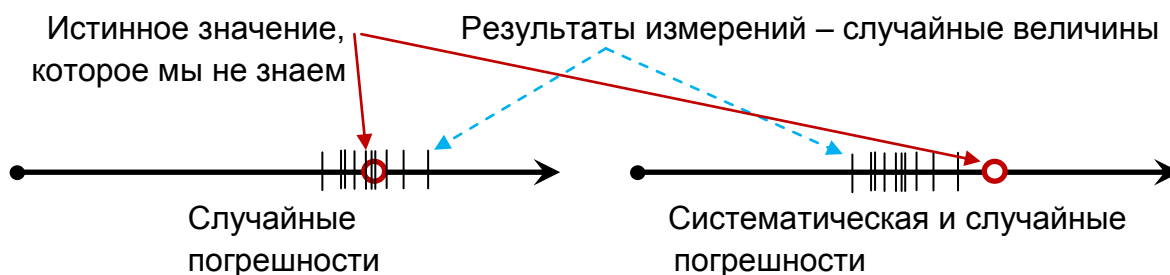 Истинное значение,
которое мы не знаем
Результаты измерений – случайные величины
Случайные
погрешности
Систематическая и случайные
погрешности